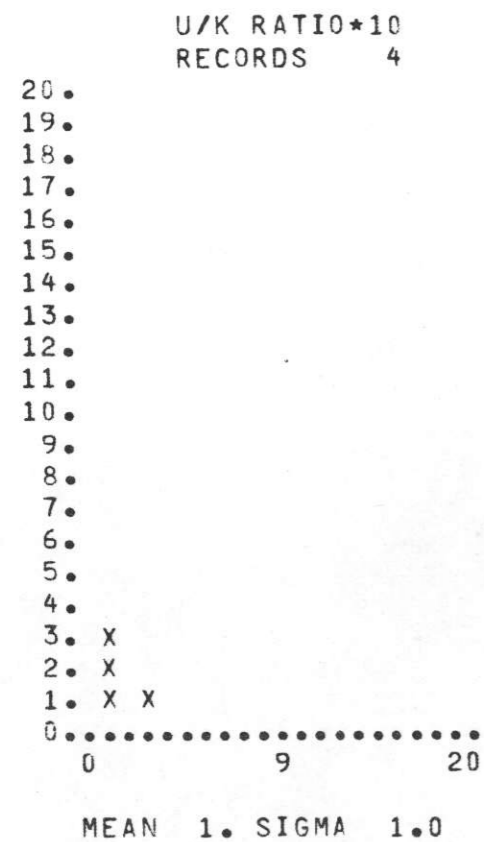 U/K RATIO*10
RECORDS 4
20.
19.
18.
17.
16.
15.
14.
13.
12.
11.
10.
9.
8.
7.
6.
5.
4.
3. X
2. X
1. X X
0......................
0 9 20
MEAN 1. SIGMA 1.0